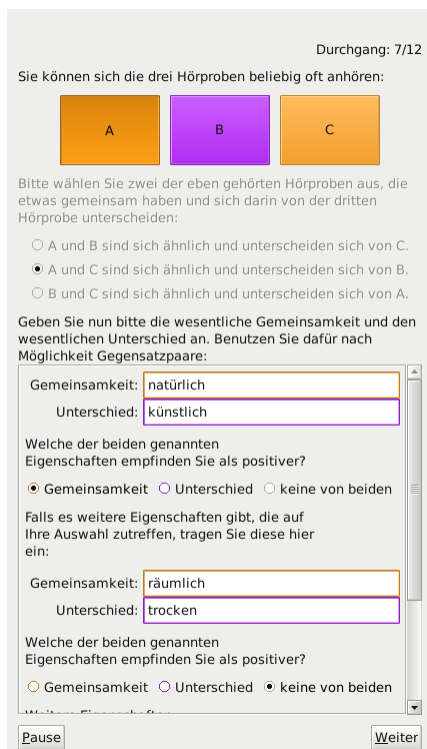 Durchgang: 7/12
Sie können sich die drei Hörproben beliebig oft anhören:
A B C
Bitte wählen Sie zwei der eben gehörten Hörproben aus, die
etwas gemeinsam haben und sich darin von der dritten
Hörprobe unterscheiden:
A und B sind sich ähnlich und unterscheiden sich von C.
A und C sind sich ähnlich und unterscheiden sich von B.
B und C sind sich ähnlich und unterscheiden sich von A.
Geben Sie nun bitte die wesentliche Gemeinsamkeit und den
wesentlichen Unterschied an. Benutzen Sie dafür nach
Möglichkeit Gegensatzpaare:
Gemeinsamkeit: natürlich
Unterschied: künstlich
Welche der beiden genannten
Eigenschaften empfinden Sie als positiver?
Gemeinsamkeit Unterschied keine von beiden
Falls es weitere Eigenschaften gibt, die auf
Ihre Auswahl zutreffen, tragen Sie diese hier
ein:
Gemeinsamkeit: räumlich
Unterschied: trocken
Welche der beiden genannten
Eigenschaften empfinden Sie als positiver?
Gemeinsamkeit Unterschied keine von beiden
Pause Weiter